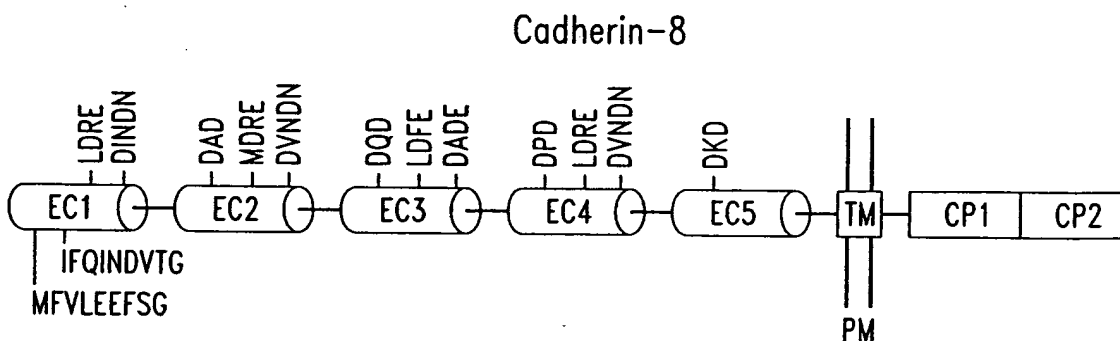 Cadherin-8
LDRE
DINDN
DAD
MDRE
DVNDN
DQD
LDFE
DADE
DPD
LDRE
DVNDN
DKD
EC1
EC2
EC3
EC4
EC5
TM
CP1
CP2
IFQINDVTG
MFVLEEFSG
PM